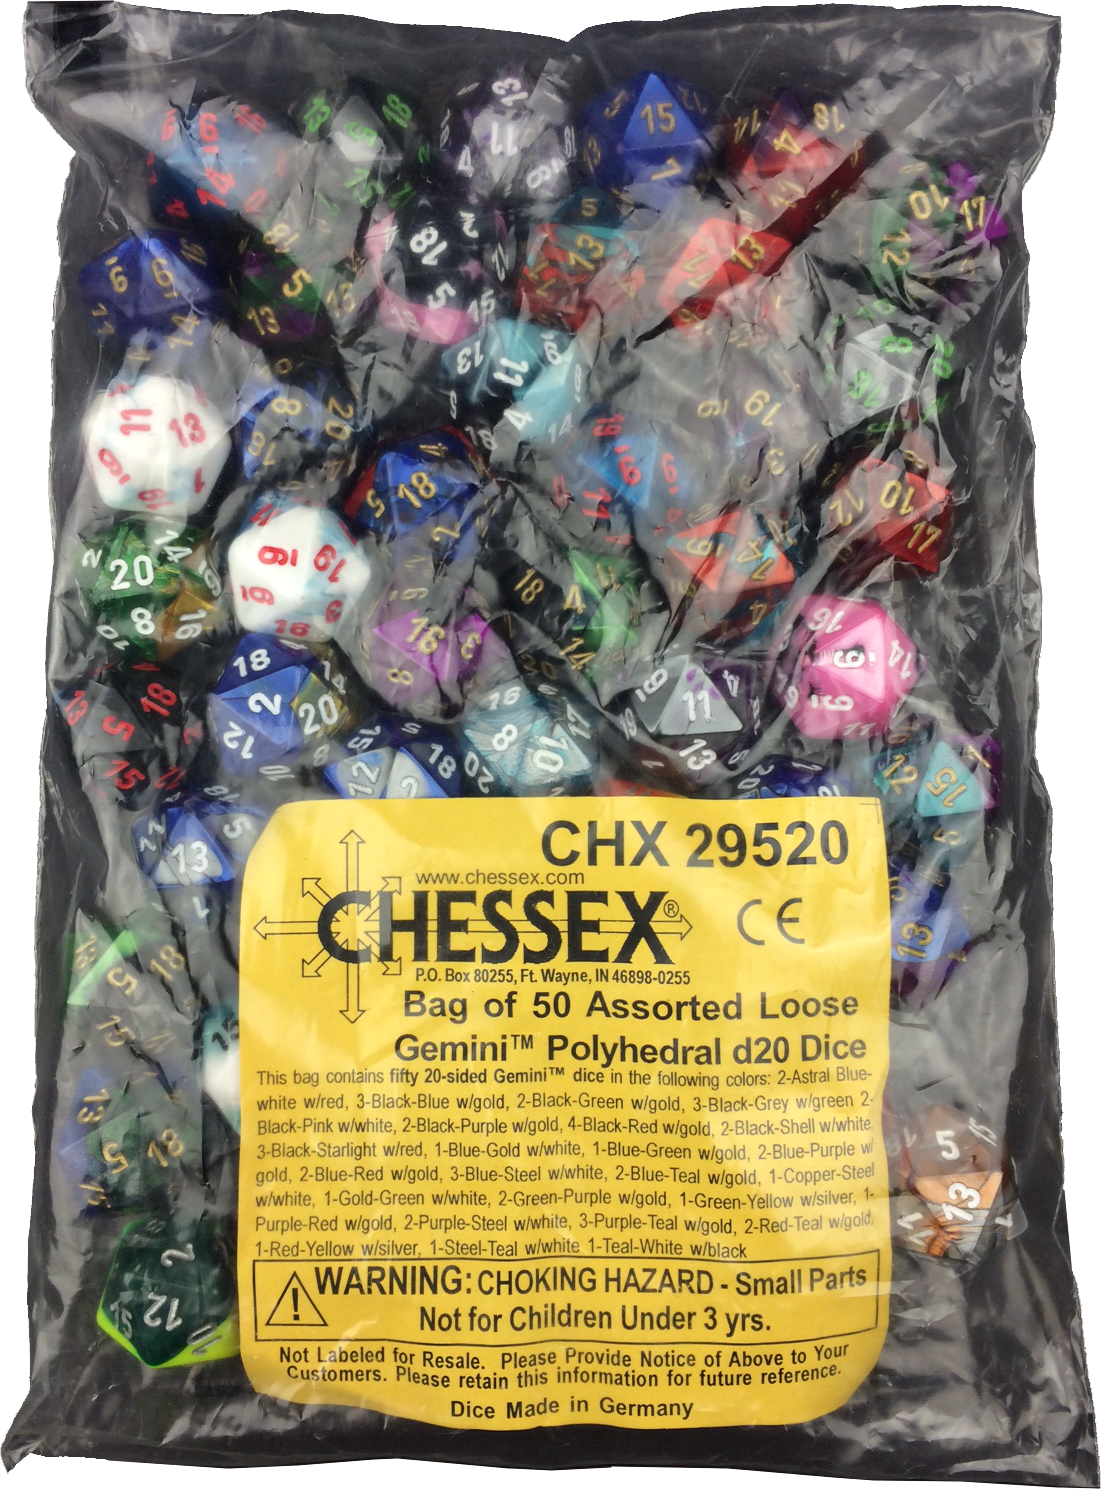 CHX 29520
www.chessex.com
CHESSEX®
CE
P.O. Box 80255, Ft. Wayne, IN 46898-0255
Bag of 50 Assorted Loose
Gemini™ Polyhedral d20 Dice
This bag contains fifty 20-sided Gemini™ dice in the following colors: 2-Astral Blue-
white w/red, 3-Black-Blue w/gold, 2-Black-Green w/gold, 3-Black-Grey w/green 2-
Black-Pink w/white, 2-Black-Purple w/gold, 4-Black-Red w/gold, 2-Black-Shell w/white,
3-Black-Starlight w/red, 1-Blue-Gold w/white, 1-Blue-Green w/gold, 2-Blue-Purple w/
gold, 2-Blue-Red w/gold, 3-Blue-Steel w/white, 2-Blue-Teal w/gold, 1-Copper-Steel
w/white, 1-Gold-Green w/white, 2-Green-Purple w/gold, 1-Green-Yellow w/silver, 1-
Purple-Red w/gold, 2-Purple-Steel w/white, 3-Purple-Teal w/gold, 2-Red-Teal w/gold,
1-Red-Yellow w/silver, 1-Steel-Teal w/white 1-Teal-White w/black
WARNING: CHOKING HAZARD - Small Parts
Not for Children Under 3 yrs.
Not Labeled for Resale. Please Provide Notice of Above to Your
Customers. Please retain this information for future reference.
Dice Made in Germany